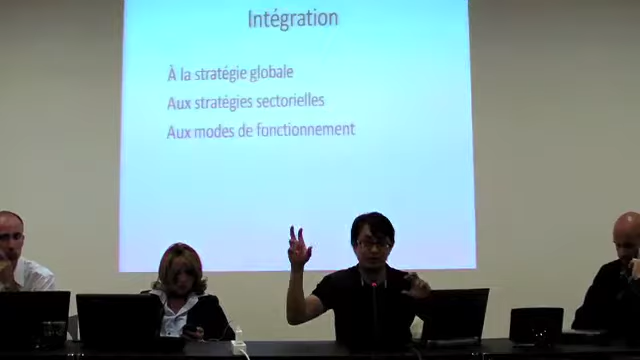 Intégration
À la stratégie globale
Aux stratégies sectorielles
Aux modes de fonctionnement